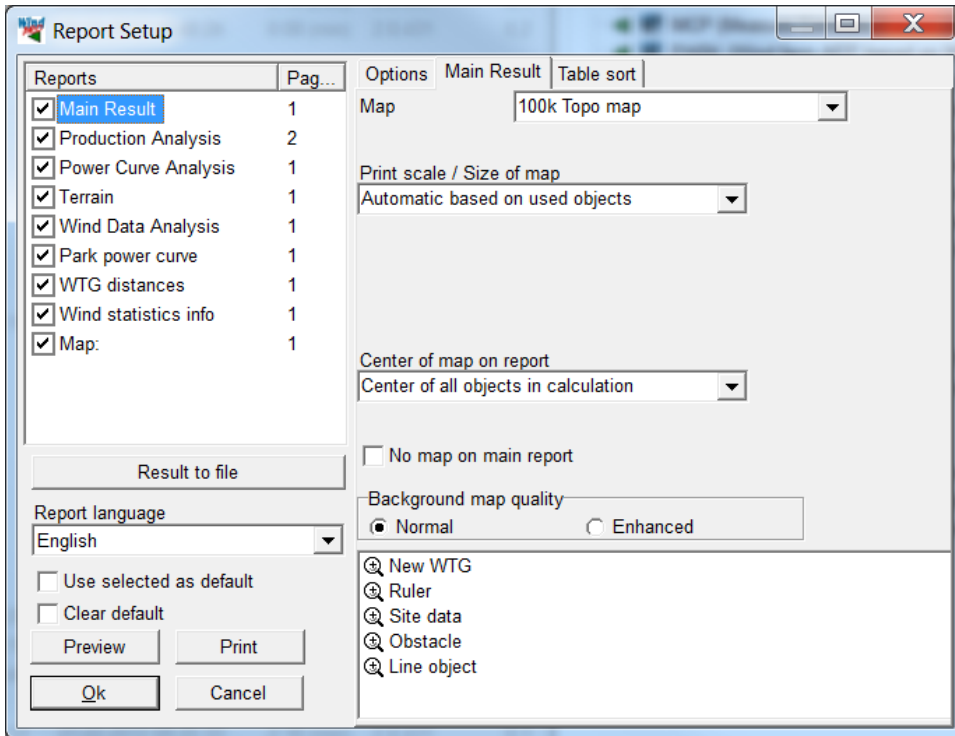 Wind
Report Setup
Reports Pag...
Main Result 1
Production Analysis 2
Power Curve Analysis 1
Terrain 1
Wind Data Analysis 1
Park power curve 1
WTG distances 1
Wind statistics info 1
Map: 1
Result to file
Report language
English
Use selected as default
Clear default
Preview Print
Ok Cancel
Options Main Result Table sort
Map 100k Topo map
Print scale / Size of map
Automatic based on used objects
Center of map on report
Center of all objects in calculation
No map on main report
Background map quality
Normal Enhanced
New WTG
Ruler
Site data
Obstacle
Line object